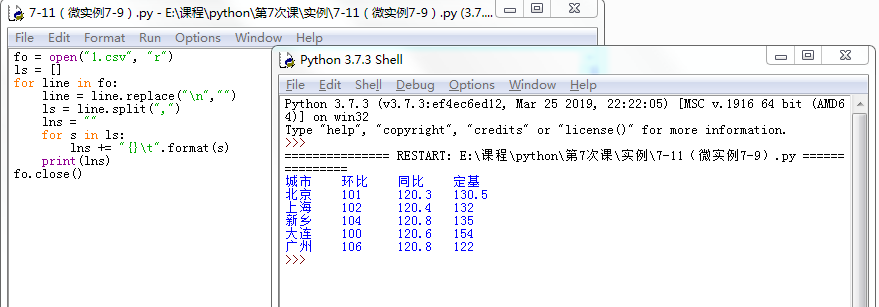 7-11（微实例7-9）.py - E:\课程\python\第7次课\实例\7-11（微实例7-9）.py (3.7....
File Edit Format Run Options Window Help
fo = open("1.csv", "r")
ls = []
for line in fo:
    line = line.replace("\n","")
    ls = line.split(",")
    lns = ""
    for s in ls:
        lns += "{}\t".format(s)
    print(lns)
fo.close()
Python 3.7.3 Shell
File Edit Shell Debug Options Window Help
Python 3.7.3 (v3.7.3:ef4ec6ed12, Mar 25 2019, 22:22:05) [MSC v.1916 64 bit (AMD6
4)] on win32
Type "help", "copyright", "credits" or "license()" for more information.
>>>
=============== RESTART: E:\课程\python\第7次课\实例\7-11（微实例7-9）.py ======
=========
城市 环比 同比 定基
北京 101 120.3 130.5
上海 102 120.4 132
新乡 104 120.8 135
大连 100 120.6 154
广州 106 120.8 122
>>>